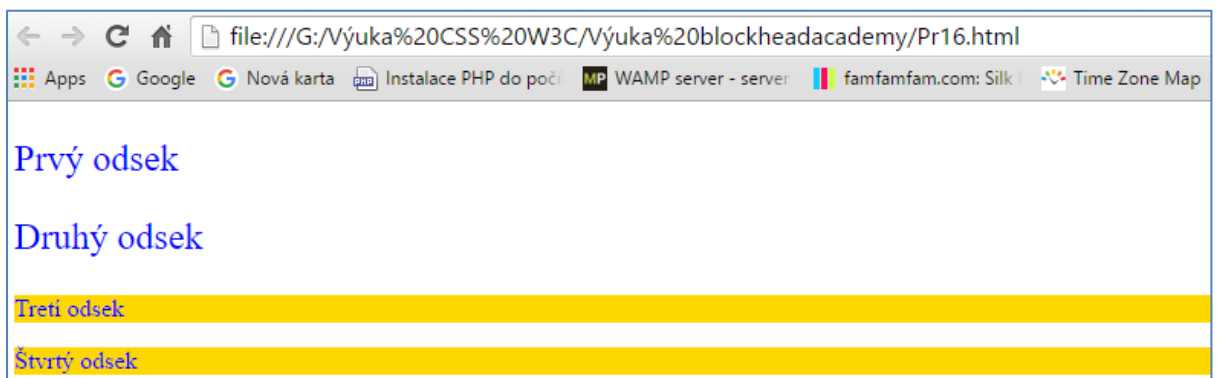 file:///G:/Výuka%20CSS%20W3C/Výuka%20blockheadacademy/Pr16.html
Apps Google Nová karta php Instalace PHP do počí MP WAMP server - server famfamfam.com: Silk Time Zone Map
Prvý odsek
Druhý odsek
Tretí odsek
Štvrtý odsek